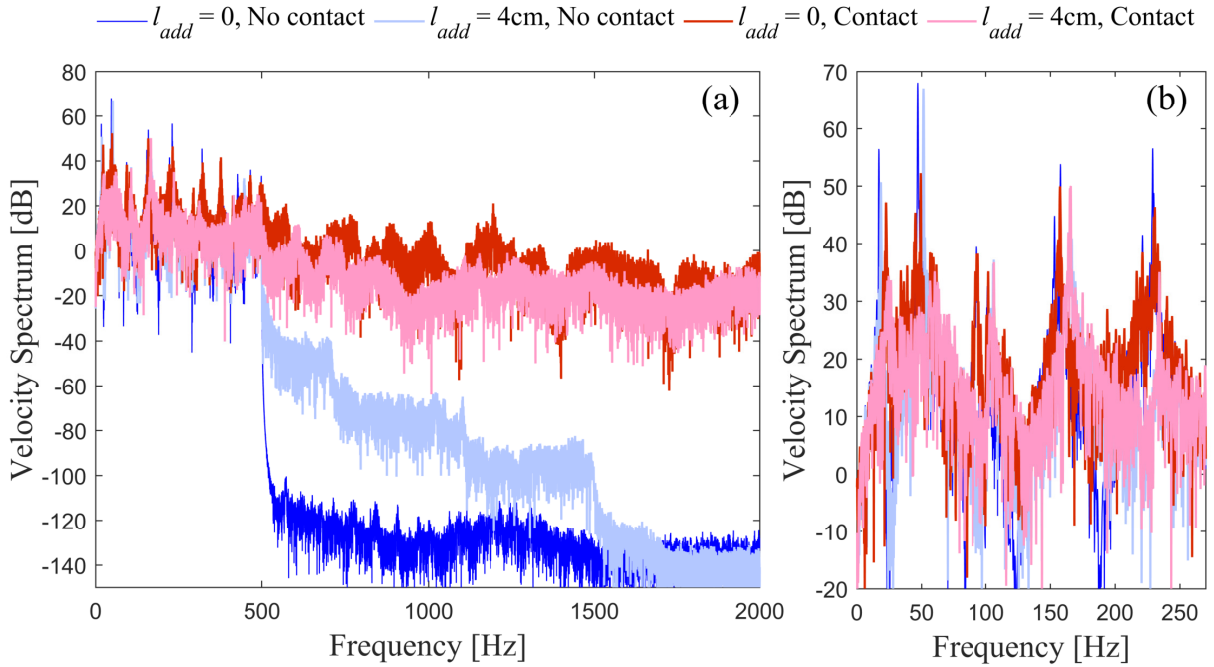 l_add = 0, No contact l_add = 4cm, No contact l_add = 0, Contact l_add = 4cm, Contact
(a)
80
60
40
20
0
-20
-40
-60
-80
-100
-120
-140
Velocity Spectrum [dB]
0 500 1000 1500 2000
Frequency [Hz]
(b)
70
60
50
40
30
20
10
0
-10
-20
Velocity Spectrum [dB]
0 50 100 150 200 250
Frequency [Hz]